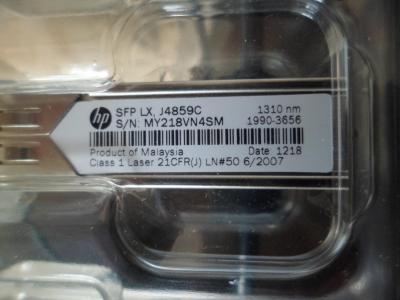 hp
SFP LX, J4859C 1310 nm
S/N: MY218VN4SM 1990-3656
Product of Malaysia Date: 1218
Class 1 Laser 21CFR(J) LN#50 6/2007